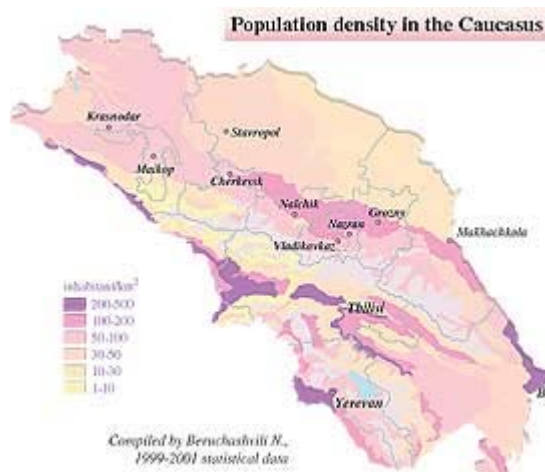 Population density in the Caucasus
Krasnodar
Stavropol
Maikop
Cherkessk
Nalchik
Grozny
Nazran
Makhachkala
Vladikavkaz
inhabitant/km²
200-500
100-200
50-100
30-50
10-30
1-10
Tbilisi
B
Yerevan
Compiled by Beruchashvili N.,
1999-2001 statistical data